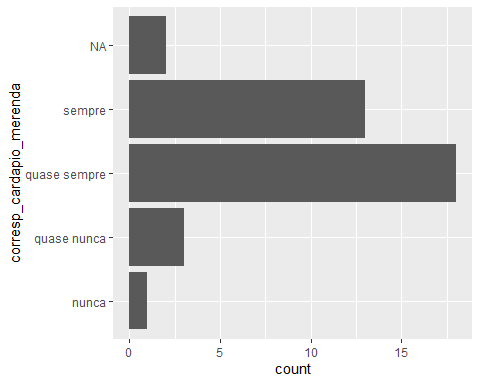 NA
sempre
quase sempre
quase nunca
nunca
corresp_cardapio_merenda
0 5 10 15
count